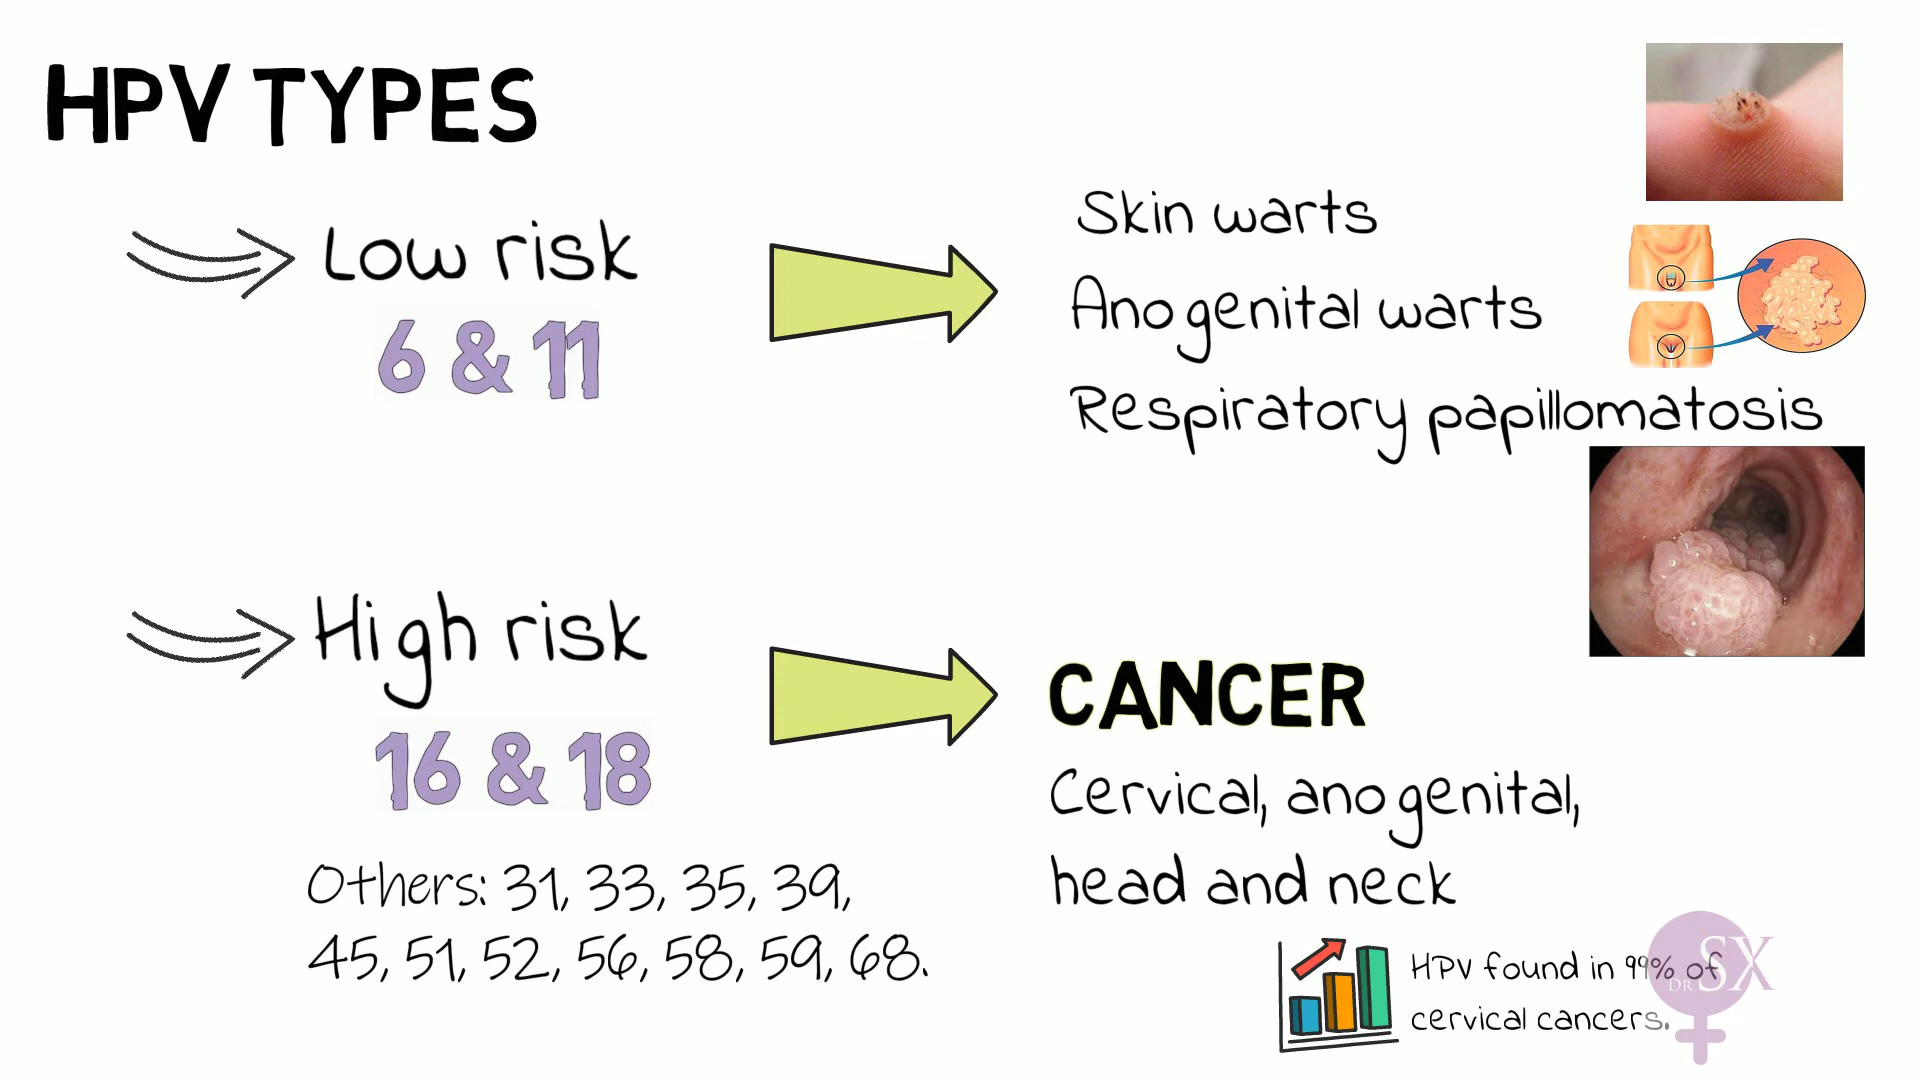 HPV TYPES
Low risk
6 & 11
Skin warts
Anogenital warts
Respiratory papillomatosis
High risk
16 & 18
Others: 31, 33, 35, 39,
45, 51, 52, 56, 58, 59, 68.
CANCER
Cervical, anogenital,
head and neck
HPV found in 99% of
cervical cancers.
DR SX